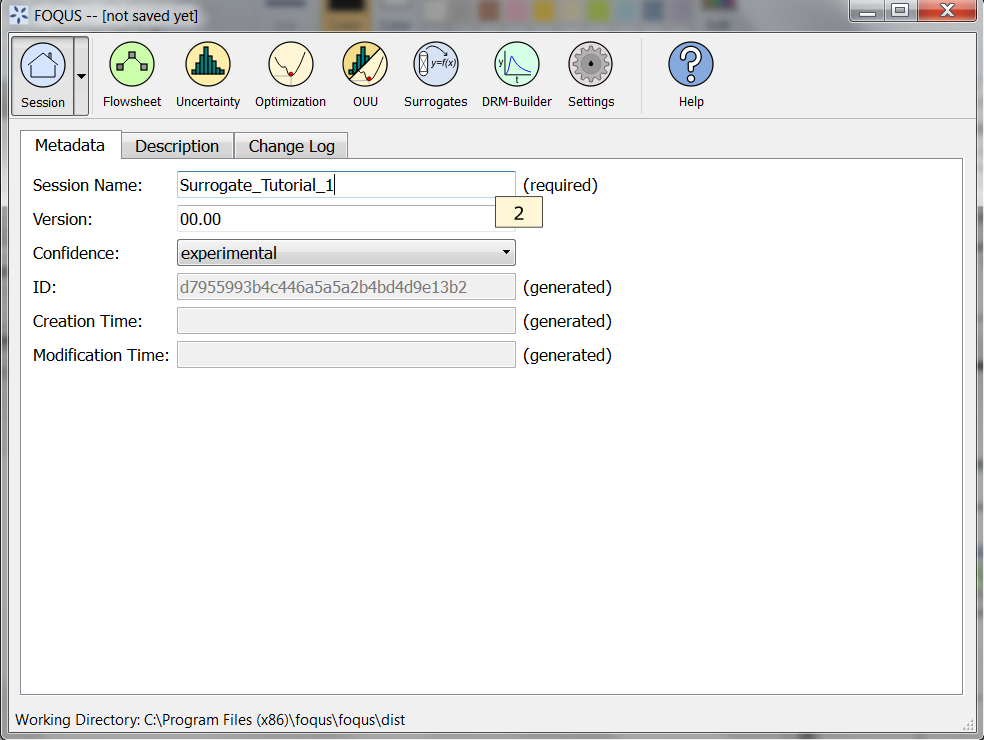 FOQUS -- [not saved yet]
Session Flowsheet Uncertainty Optimization OUU Surrogates DRM-Builder Settings Help
y=f(x)
y
t
?
Metadata Description Change Log
Session Name: Surrogate_Tutorial_1 (required)
2
Version: 00.00
Confidence: experimental
ID: d7955993b4c446a5a5a2b4bd4d9e13b2 (generated)
Creation Time: (generated)
Modification Time: (generated)
Working Directory: C:\Program Files (x86)\foqus\foqus\dist